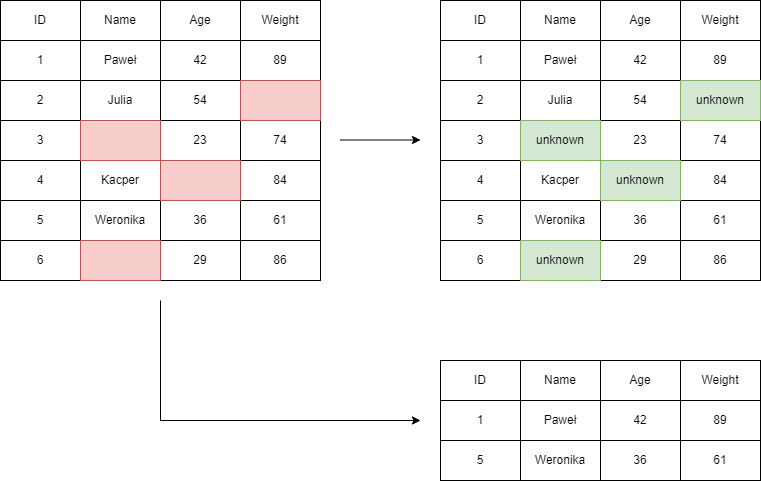 ID Name Age Weight
1 Paweł 42 89
2 Julia 54
3 23 74
4 Kacper 84
5 Weronika 36 61
6 29 86
ID Name Age Weight
1 Paweł 42 89
2 Julia 54 unknown
3 unknown 23 74
4 Kacper unknown 84
5 Weronika 36 61
6 unknown 29 86
ID Name Age Weight
1 Paweł 42 89
5 Weronika 36 61